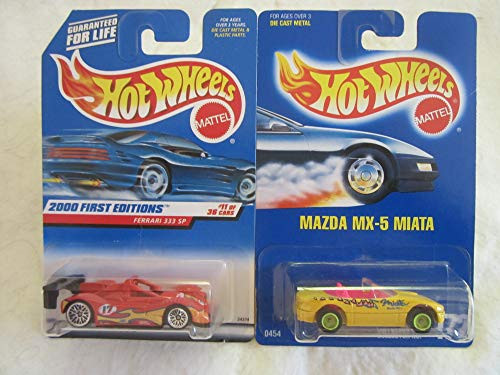 GUARANTEED
FOR LIFE
FOR AGES
OVER 3 YEARS.
DIE CAST METAL &
PLASTIC PARTS.
HOT WHEELS
MATTEL
2000 FIRST EDITIONS™
FERRARI 333 SP
#11 OF
36 CARS
17
FOR AGES OVER 3
DIE CAST METAL
HOT WHEELS
MATTEL
MAZDA MX-5 MIATA
Miata
0454